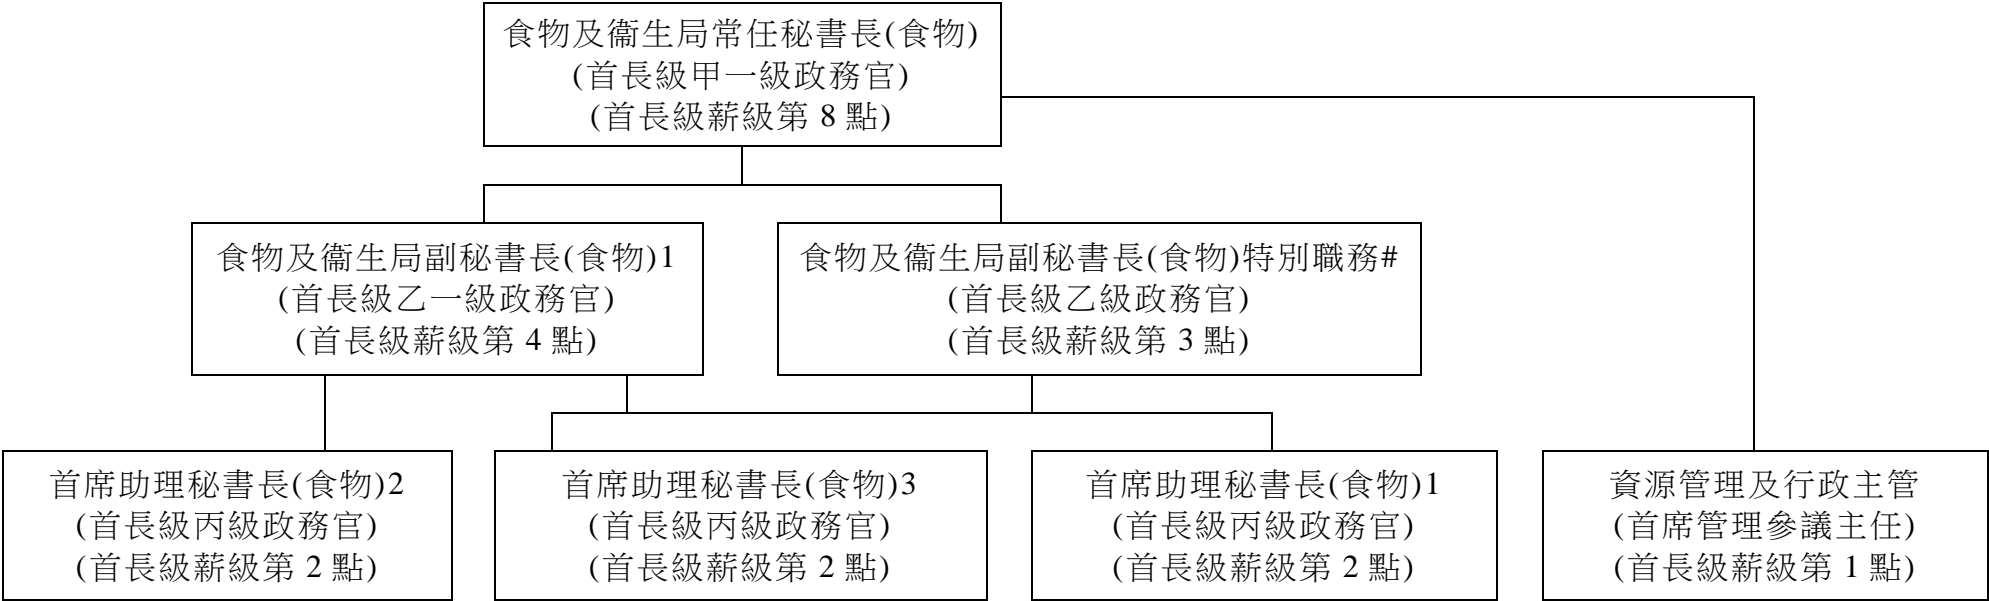 食物及衞生局常任秘書長(食物)
(首長級甲一級政務官)
(首長級薪級第 8 點)
食物及衞生局副秘書長(食物)1
(首長級乙一級政務官)
(首長級薪級第 4 點)
食物及衞生局副秘書長(食物)特別職務#
(首長級乙級政務官)
(首長級薪級第 3 點)
首席助理秘書長(食物)2
(首長級丙級政務官)
(首長級薪級第 2 點)
首席助理秘書長(食物)3
(首長級丙級政務官)
(首長級薪級第 2 點)
首席助理秘書長(食物)1
(首長級丙級政務官)
(首長級薪級第 2 點)
資源管理及行政主管
(首席管理參議主任)
(首長級薪級第 1 點)